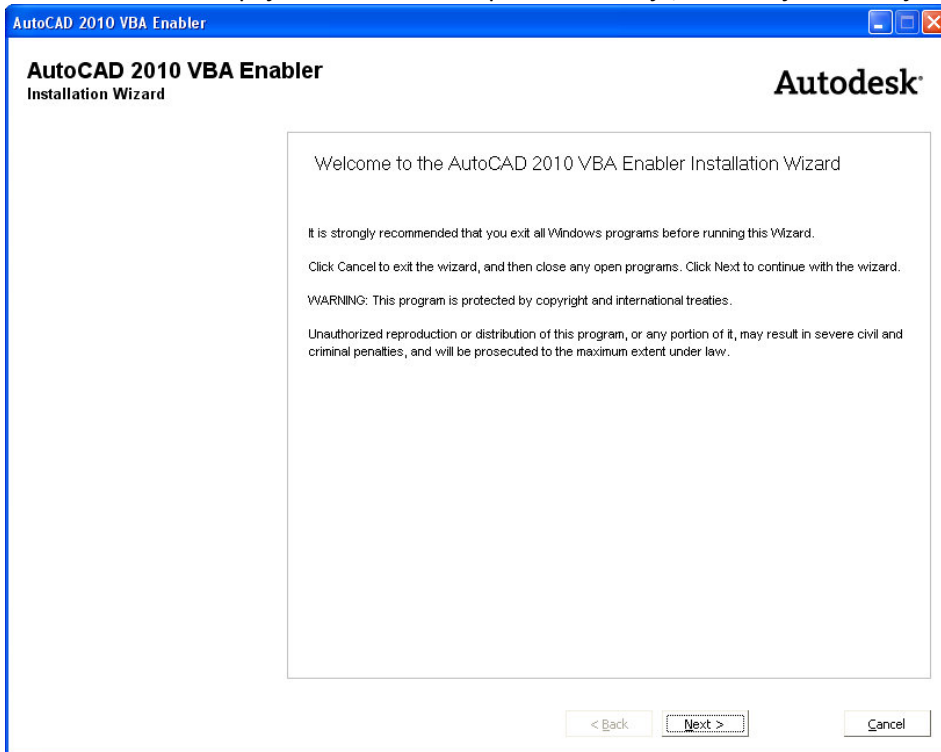 AutoCAD 2010 VBA Enabler
AutoCAD 2010 VBA Enabler
Installation Wizard
Autodesk
Welcome to the AutoCAD 2010 VBA Enabler Installation Wizard
It is strongly recommended that you exit all Windows programs before running this Wizard.
Click Cancel to exit the wizard, and then close any open programs. Click Next to continue with the wizard.
WARNING: This program is protected by copyright and international treaties.
Unauthorized reproduction or distribution of this program, or any portion of it, may result in severe civil and
criminal penalties, and will be prosecuted to the maximum extent under law.
< Back
Next >
Cancel